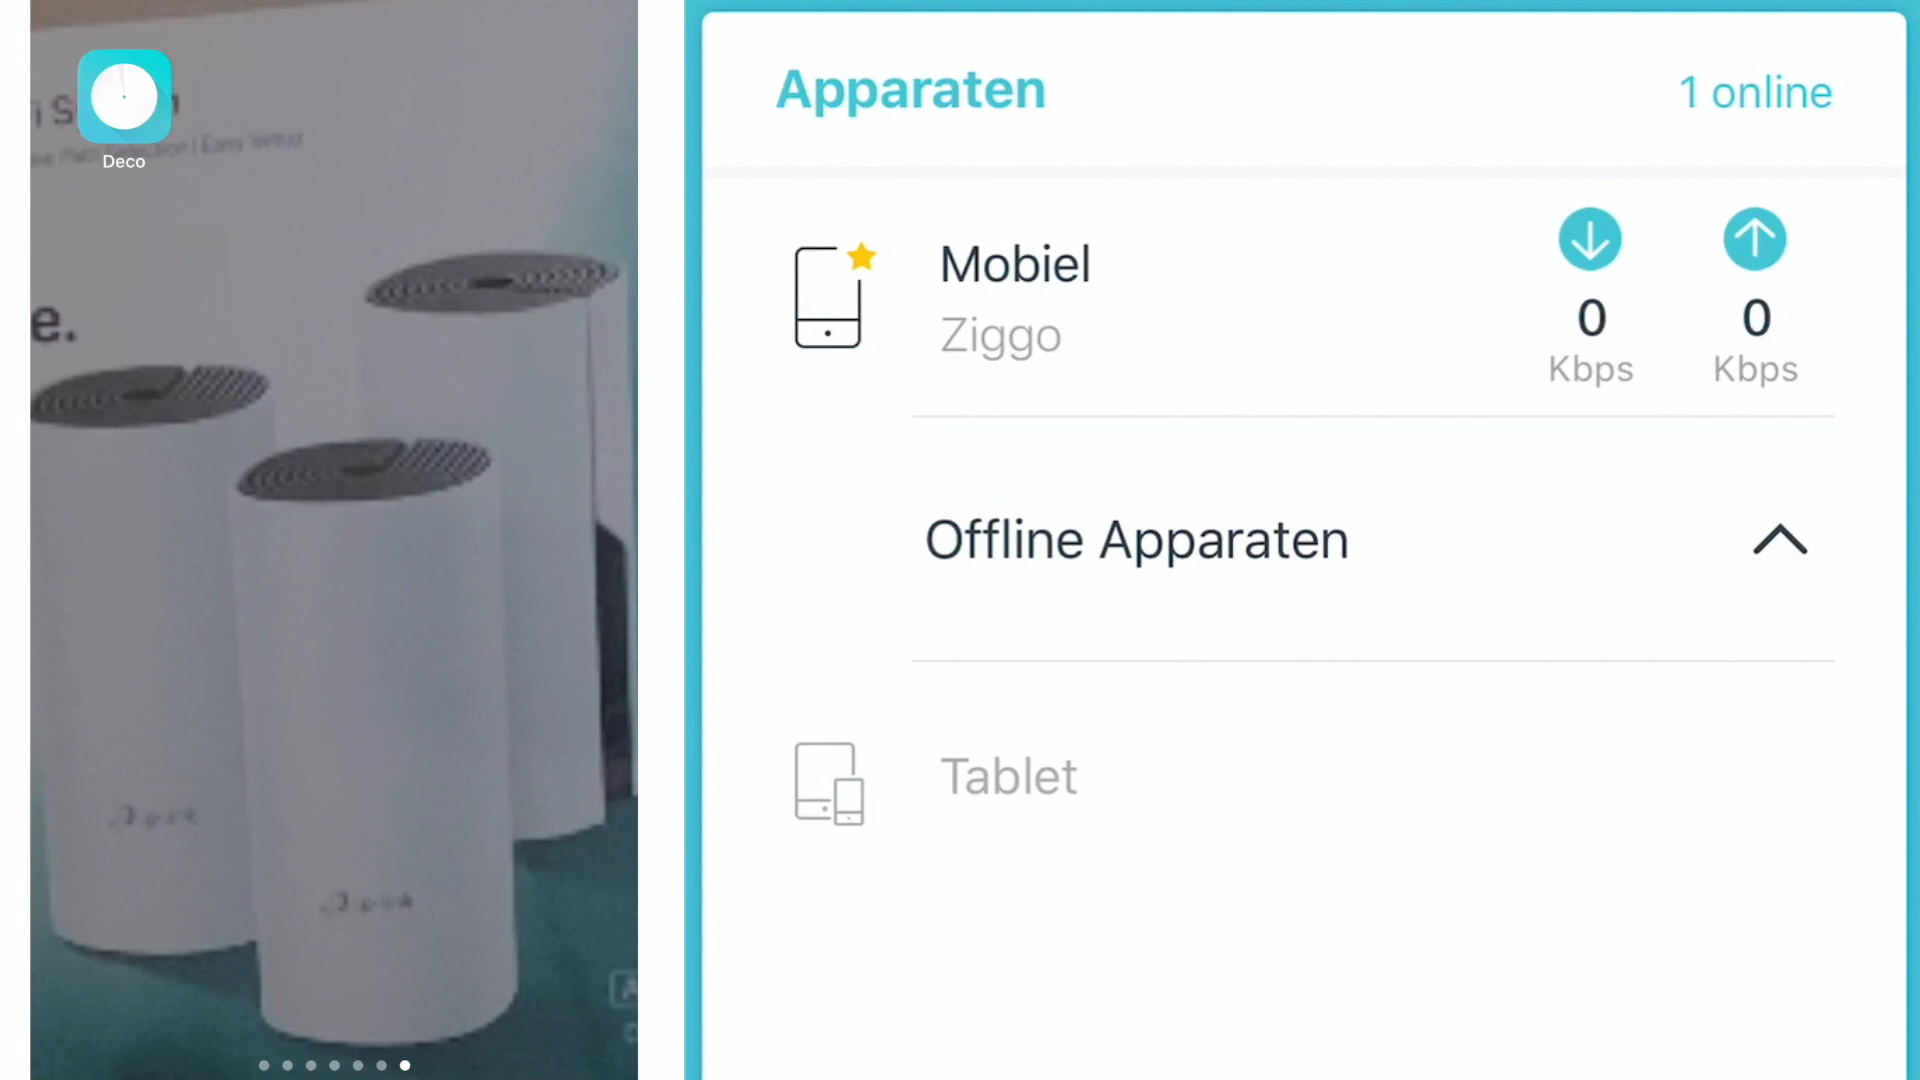 Deco
e.
Apparaten
1 online
Mobiel
Ziggo
0
Kbps
0
Kbps
Offline Apparaten
Tablet